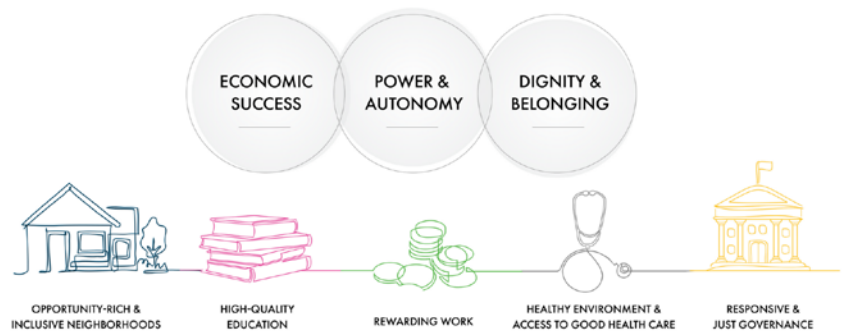 ECONOMIC
SUCCESS
POWER &
AUTONOMY
DIGNITY &
BELONGING
OPPORTUNITY-RICH &
INCLUSIVE NEIGHBORHOODS
HIGH-QUALITY
EDUCATION
REWARDING WORK
HEALTHY ENVIRONMENT &
ACCESS TO GOOD HEALTH CARE
RESPONSIVE &
JUST GOVERNANCE